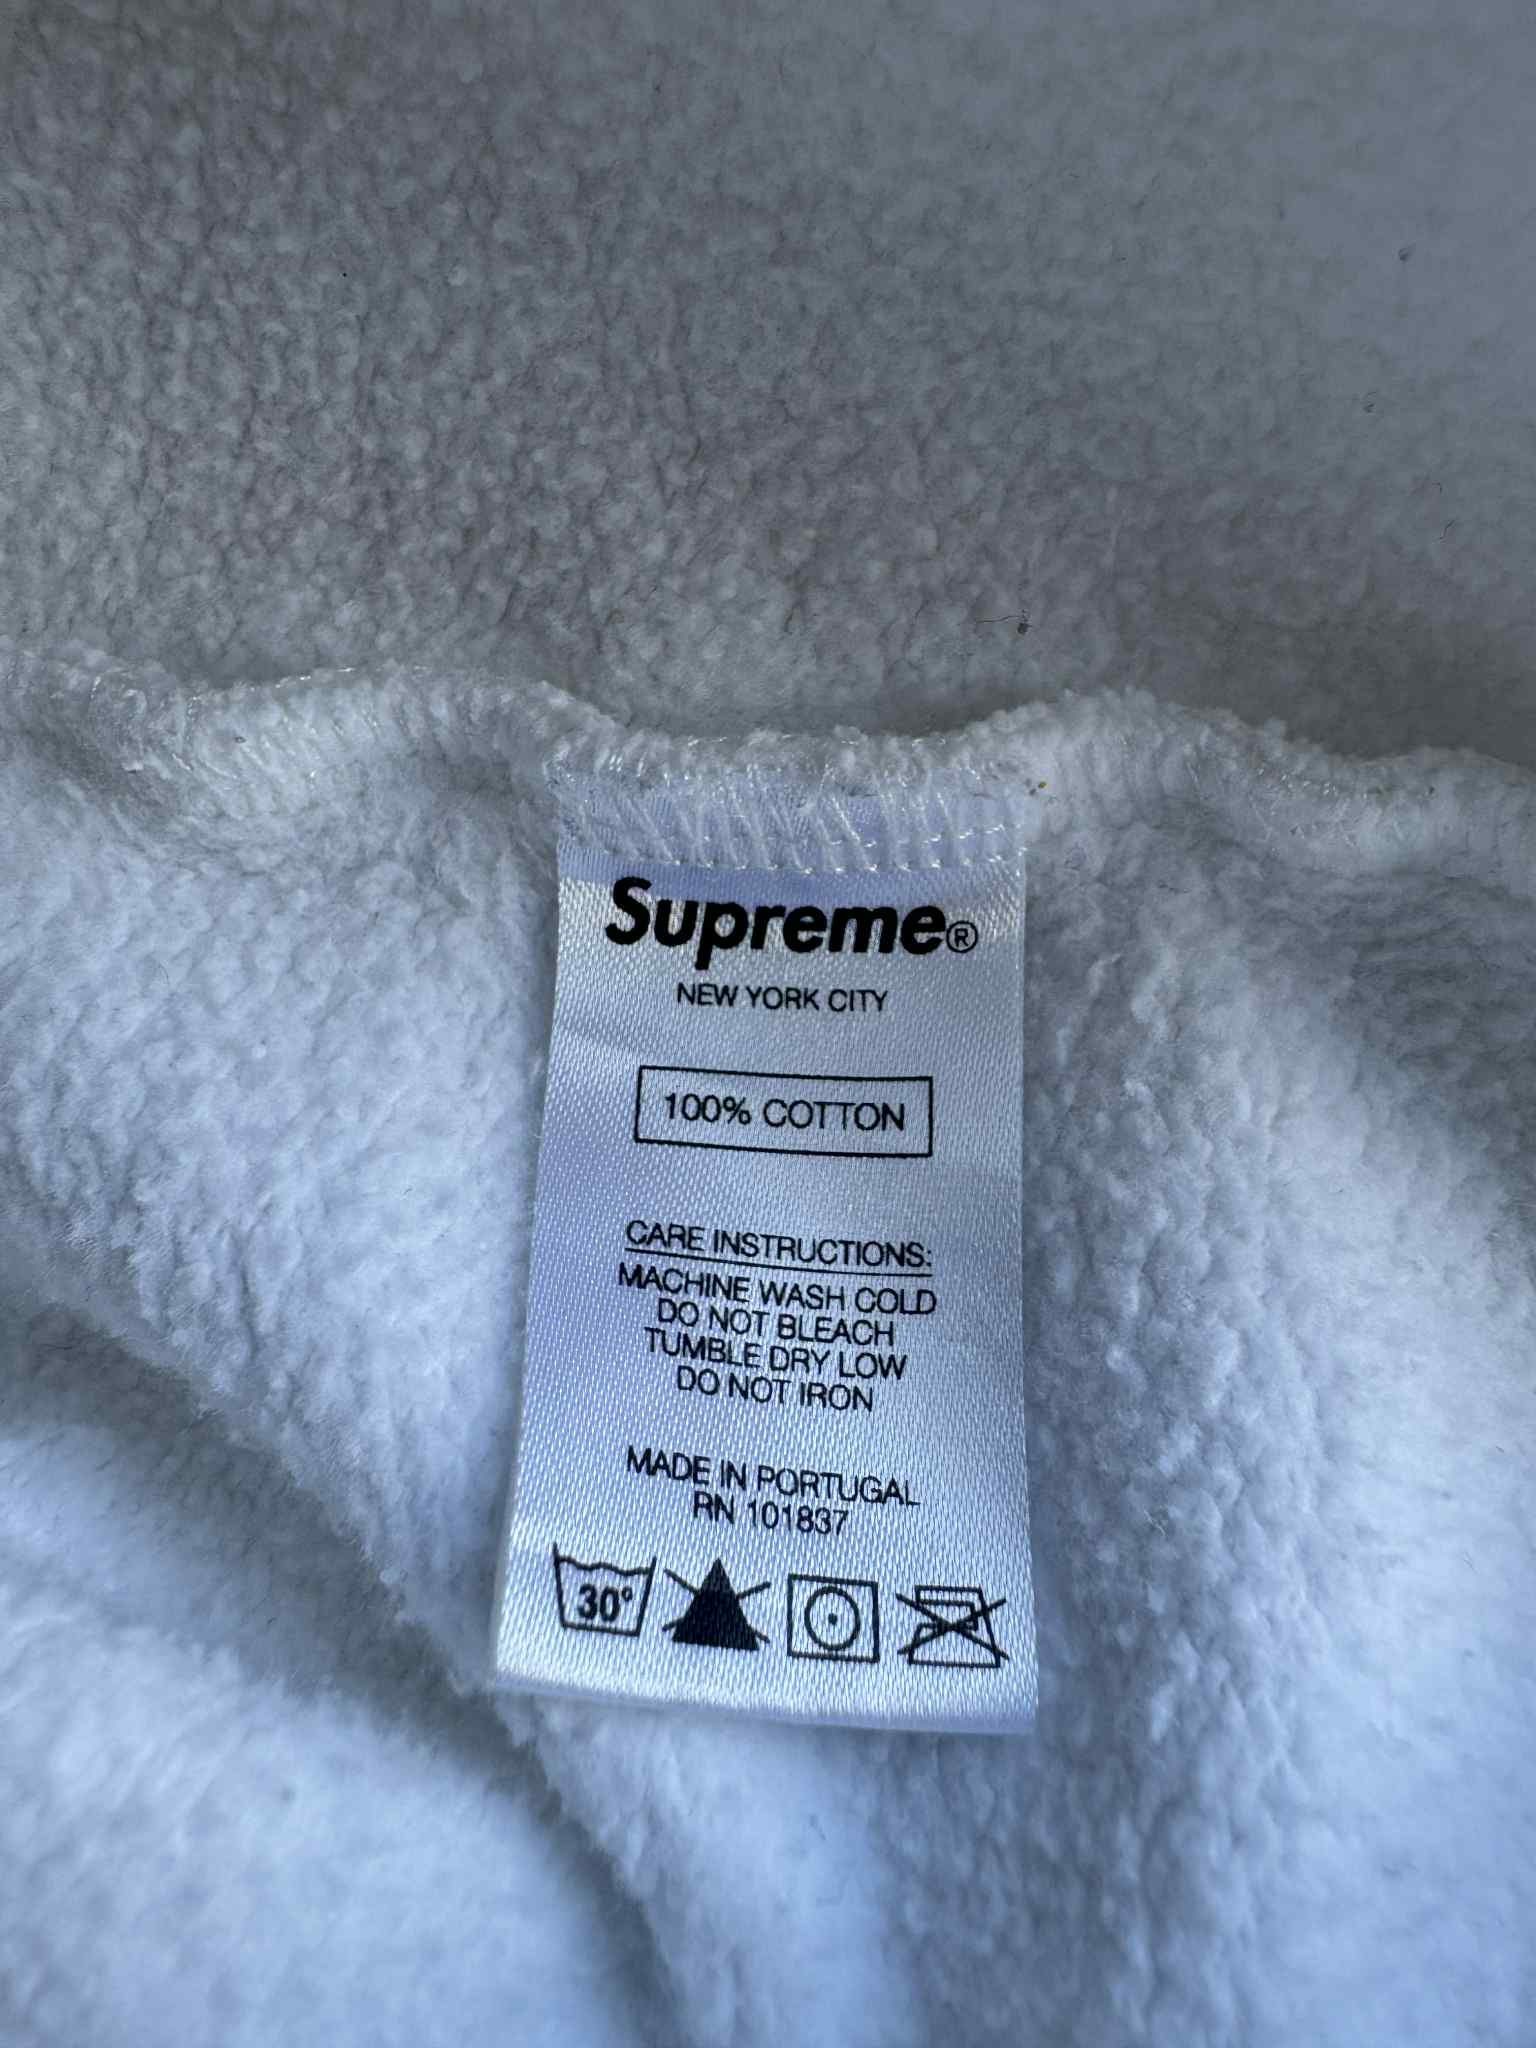 Supreme®
NEW YORK CITY
100% COTTON
CARE INSTRUCTIONS:
MACHINE WASH COLD
DO NOT BLEACH
TUMBLE DRY LOW
DO NOT IRON
MADE IN PORTUGAL
RN 101837
30°